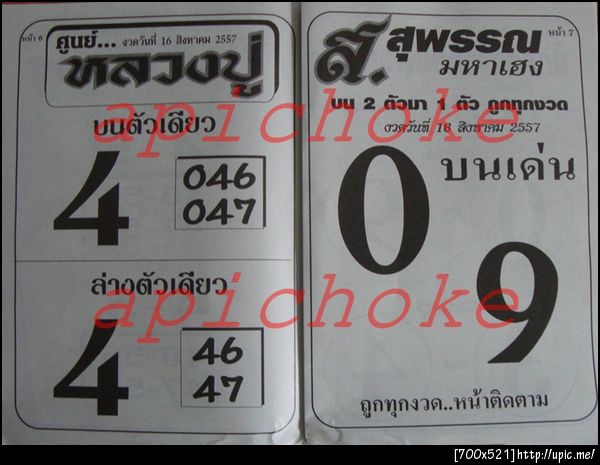 หน้า 6
ศูนย์... งวดวันที่ 16 สิงหาคม 2557
หลวงปู่
บนตัวเดียว
4
046
047
ล่างตัวเดียว
4
46
47
หน้า 7
ส. สุพรรณ
มหาเฮง
บน 2 ตัวมา 1 ตัว ถูกทุกงวด
งวดวันที่ 16 สิงหาคม 2557
บนเด่น
0
9
ถูกทุกงวด..หน้าติดตาม
apichoke
apichoke
[700x521]http://upic.me/